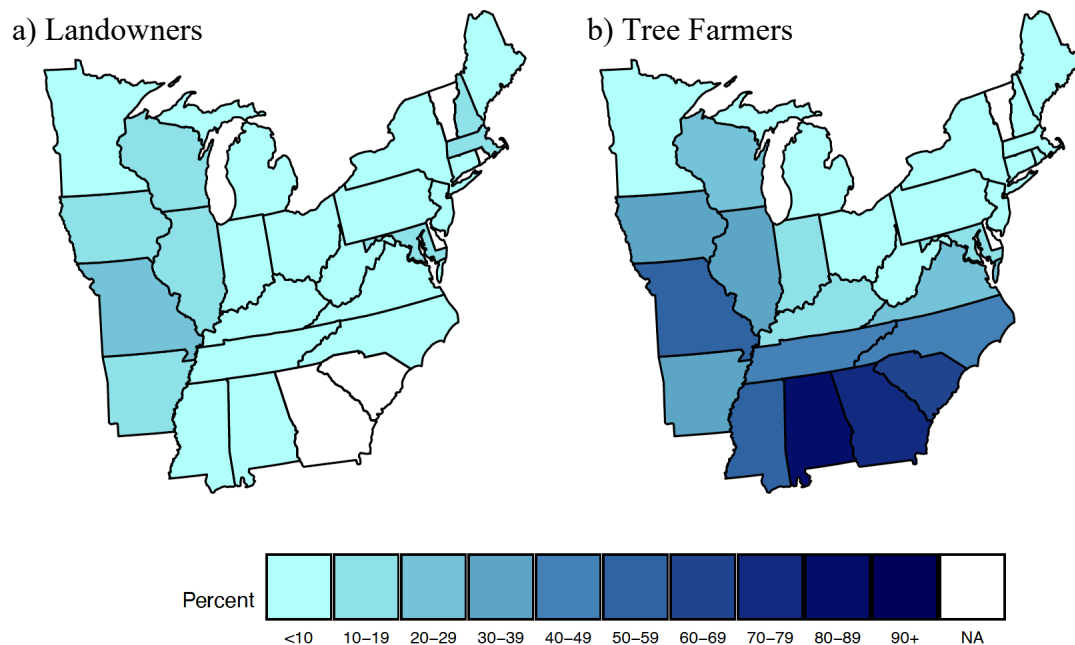 a) Landowners
b) Tree Farmers
Percent
<10 10–19 20–29 30–39 40–49 50–59 60–69 70–79 80–89 90+ NA